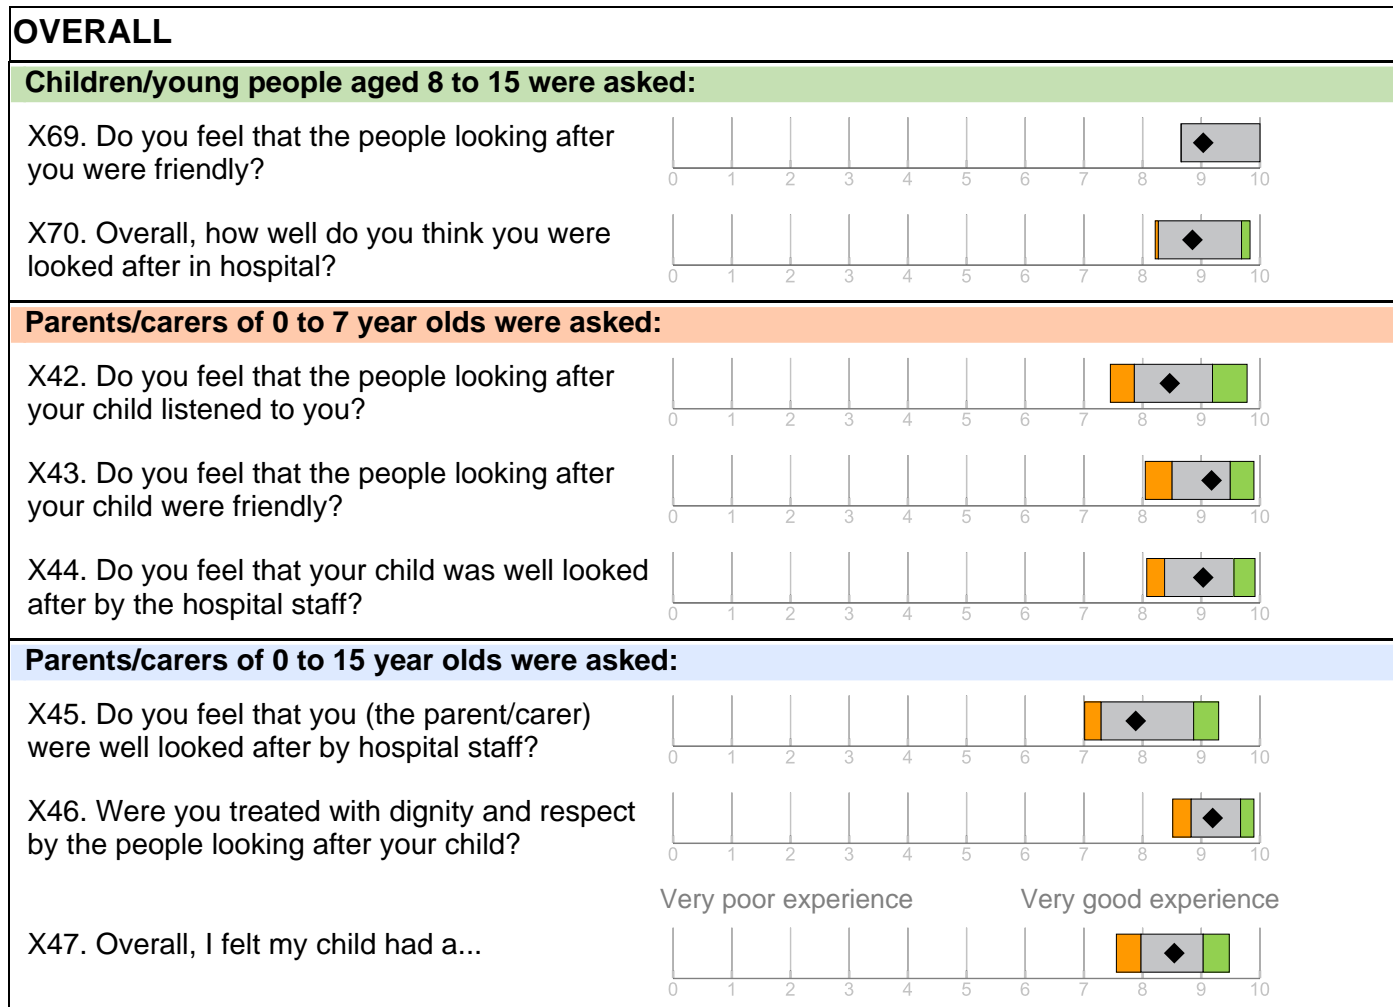 OVERALL
Children/young people aged 8 to 15 were asked:
X69. Do you feel that the people looking after
you were friendly?
0 1 2 3 4 5 6 7 8 9 10
X70. Overall, how well do you think you were
looked after in hospital?
0 1 2 3 4 5 6 7 8 9 10
Parents/carers of 0 to 7 year olds were asked:
X42. Do you feel that the people looking after
your child listened to you?
0 1 2 3 4 5 6 7 8 9 10
X43. Do you feel that the people looking after
your child were friendly?
0 1 2 3 4 5 6 7 8 9 10
X44. Do you feel that your child was well looked
after by the hospital staff?
0 1 2 3 4 5 6 7 8 9 10
Parents/carers of 0 to 15 year olds were asked:
X45. Do you feel that you (the parent/carer)
were well looked after by hospital staff?
0 1 2 3 4 5 6 7 8 9 10
X46. Were you treated with dignity and respect
by the people looking after your child?
0 1 2 3 4 5 6 7 8 9 10
Very poor experience Very good experience
X47. Overall, I felt my child had a...
0 1 2 3 4 5 6 7 8 9 10